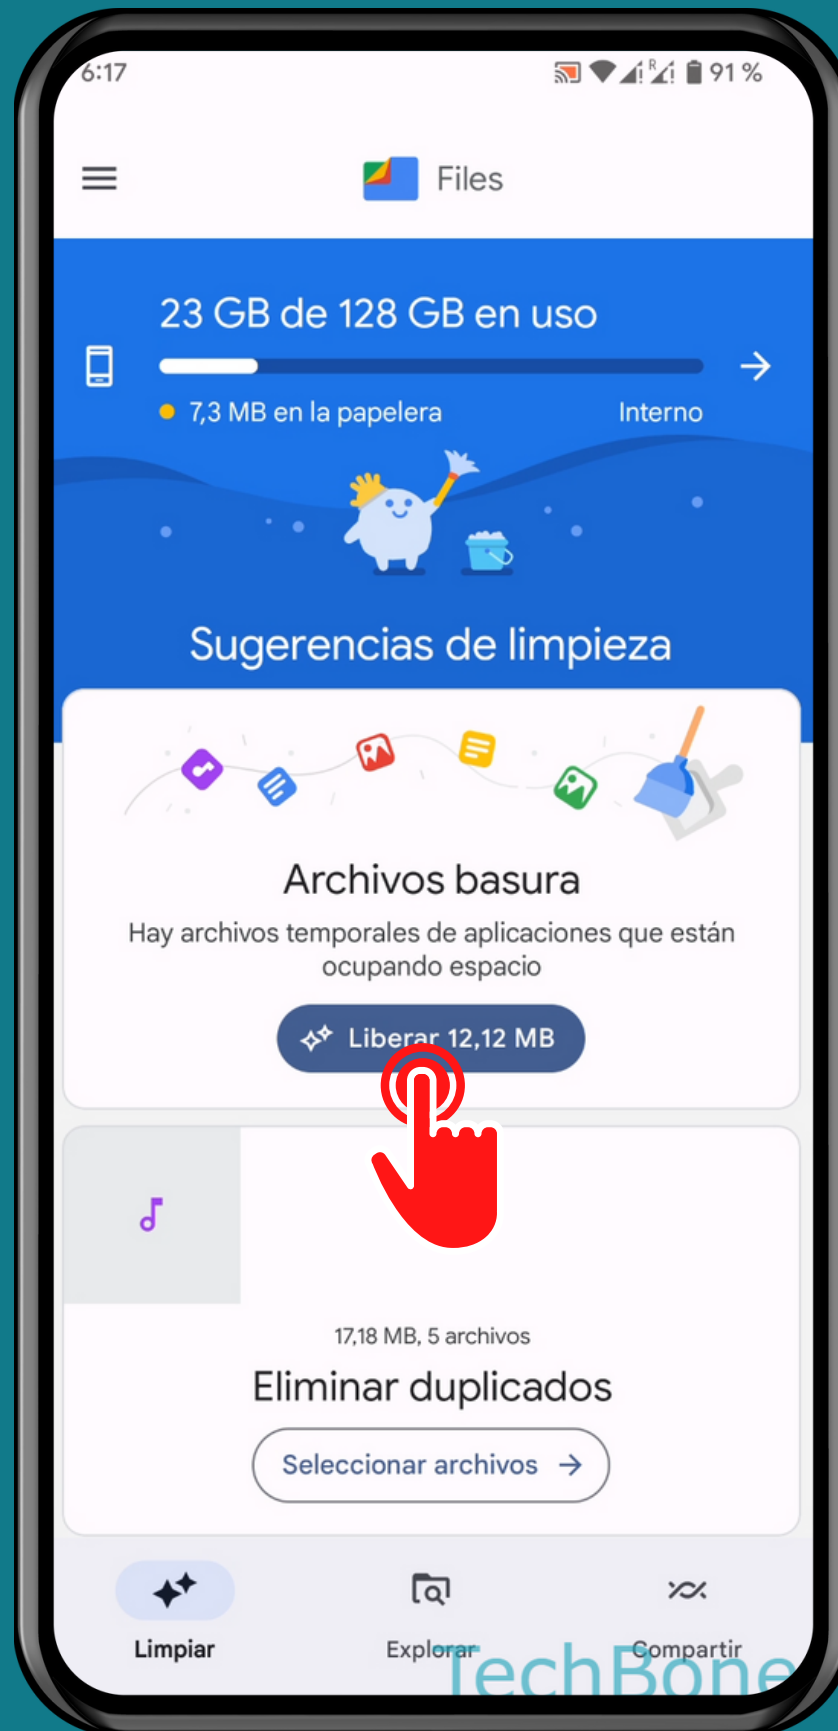 6:17
R
91 %
Files
23 GB de 128 GB en uso
7,3 MB en la papelera
Interno
Sugerencias de limpieza
Archivos basura
Hay archivos temporales de aplicaciones que están
ocupando espacio
Liberar 12,12 MB
17,18 MB, 5 archivos
Eliminar duplicados
Seleccionar archivos
Limpiar
Explorar
Compartir
TechBone